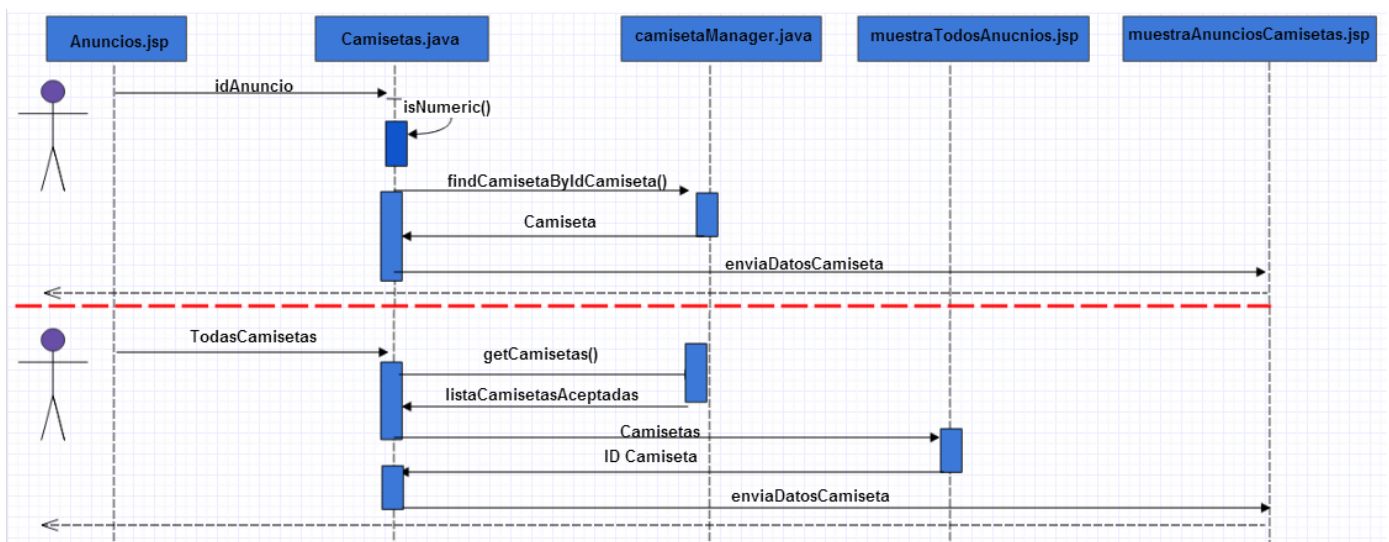 Anuncios.jsp
Camisetas.java
camisetaManager.java
muestraTodosAnucnios.jsp
muestraAnunciosCamisetas.jsp
idAnuncio
isNumeric()
findCamisetaByIdCamiseta()
Camiseta
enviaDatosCamiseta
TodasCamisetas
getCamisetas()
listaCamisetasAceptadas
Camisetas
ID Camiseta
enviaDatosCamiseta